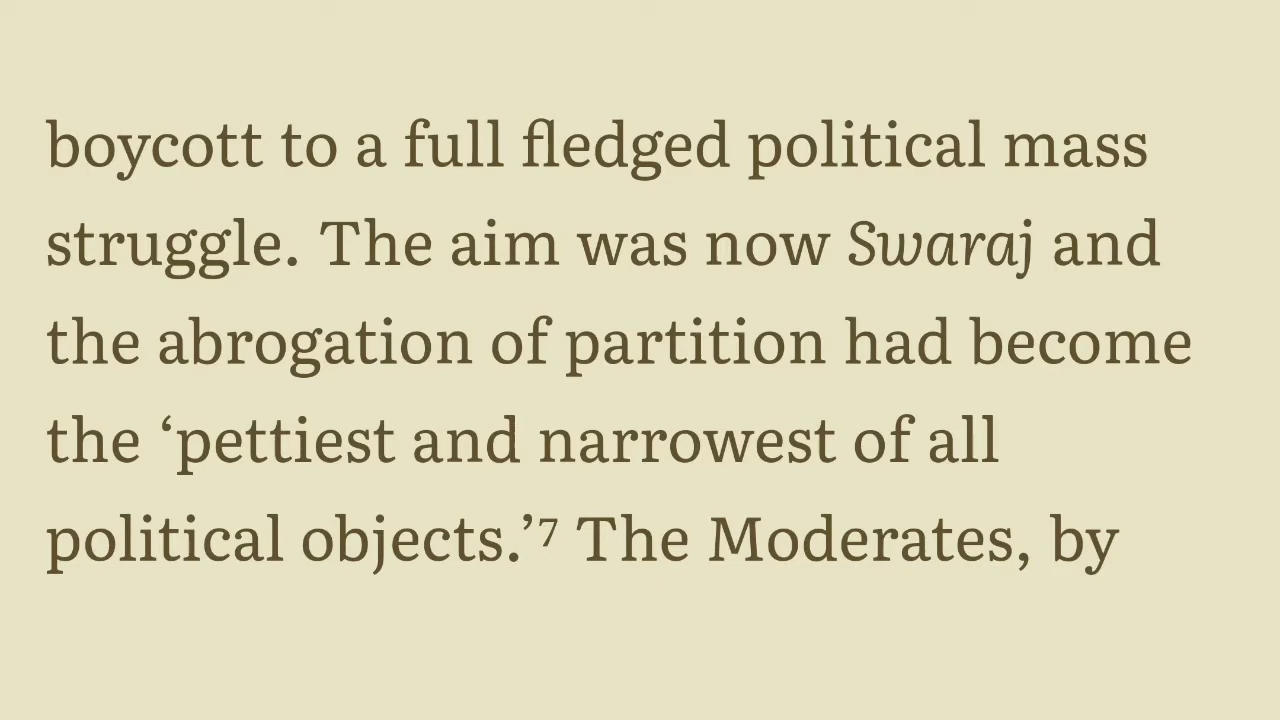 boycott to a full fledged political mass
struggle. The aim was now Swaraj and
the abrogation of partition had become
the ‘pettiest and narrowest of all
political objects.’⁷ The Moderates, by